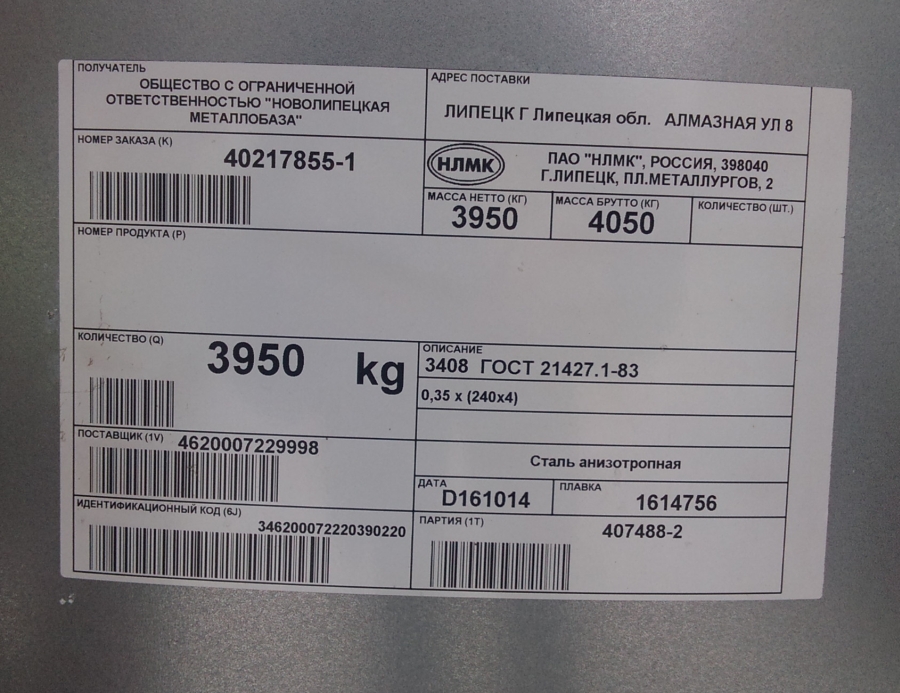 ПОЛУЧАТЕЛЬ
ОБЩЕСТВО С ОГРАНИЧЕННОЙ
ОТВЕТСТВЕННОСТЬЮ "НОВОЛИПЕЦКАЯ
МЕТАЛЛОБАЗА"
АДРЕС ПОСТАВКИ
ЛИПЕЦК Г Липецкая обл. АЛМАЗНАЯ УЛ 8
НОМЕР ЗАКАЗА (К)
40217855-1
НЛМК
ПАО "НЛМК", РОССИЯ, 398040
Г.ЛИПЕЦК, ПЛ.МЕТАЛЛУРГОВ, 2
МАССА НЕТТО (КГ)
3950
МАССА БРУТТО (КГ)
4050
КОЛИЧЕСТВО (ШТ.)
НОМЕР ПРОДУКТА (Р)
КОЛИЧЕСТВО (Q)
3950 kg
ОПИСАНИЕ
3408 ГОСТ 21427.1-83
0,35 x (240x4)
Сталь анизотропная
ПОСТАВЩИК (1V) 4620007229998
ДАТА
D161014
ПЛАВКА
1614756
ИДЕНТИФИКАЦИОННЫЙ КОД (6J)
346200072220390220
ПАРТИЯ (1Т)
407488-2